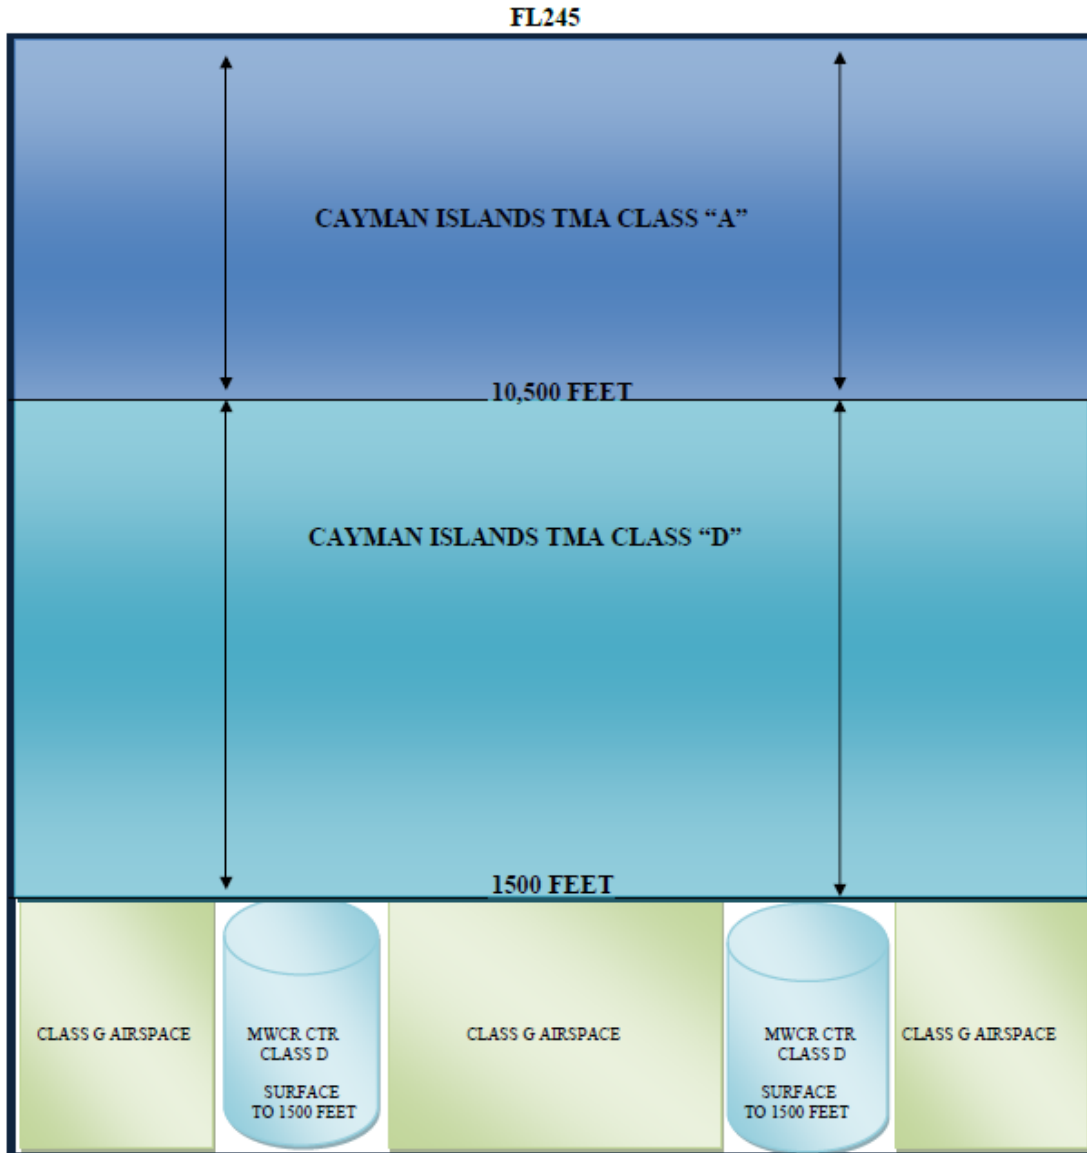 FL245
CAYMAN ISLANDS TMA CLASS “A”
10,500 FEET
CAYMAN ISLANDS TMA CLASS “D”
1500 FEET
CLASS G AIRSPACE
MWCR CTR
CLASS D
SURFACE
TO 1500 FEET
CLASS G AIRSPACE
MWCR CTR
CLASS D
SURFACE
TO 1500 FEET
CLASS G AIRSPACE